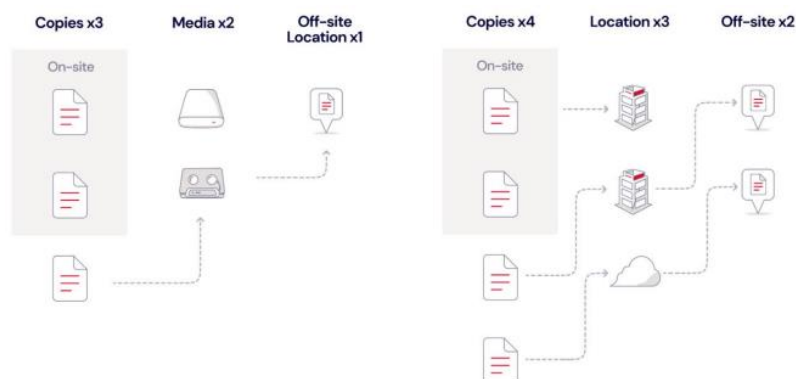 Copies x3
Media x2
Off-site
Location x1
On-site
Copies x4
Location x3
Off-site x2
On-site